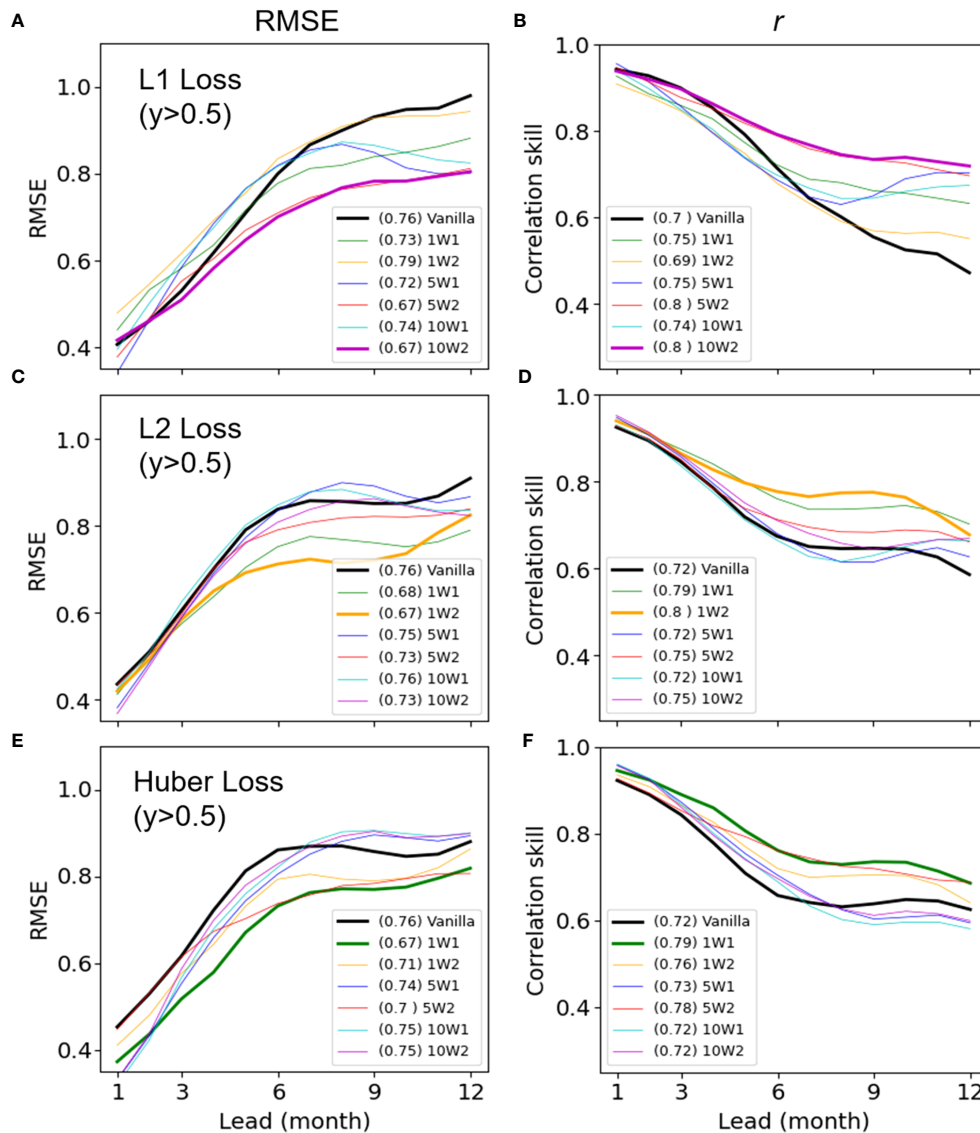 RMSE
r
A
B
L1 Loss
(y>0.5)
RMSE
1.0
0.8
0.6
0.4
(0.76) Vanilla
(0.73) 1W1
(0.79) 1W2
(0.72) 5W1
(0.67) 5W2
(0.74) 10W1
(0.67) 10W2
Correlation skill
1.0
0.8
0.6
0.4
(0.7 ) Vanilla
(0.75) 1W1
(0.69) 1W2
(0.75) 5W1
(0.8 ) 5W2
(0.74) 10W1
(0.8 ) 10W2
C
D
L2 Loss
(y>0.5)
RMSE
1.0
0.8
0.6
0.4
(0.76) Vanilla
(0.68) 1W1
(0.67) 1W2
(0.75) 5W1
(0.73) 5W2
(0.76) 10W1
(0.73) 10W2
Correlation skill
1.0
0.8
0.6
0.4
(0.72) Vanilla
(0.79) 1W1
(0.8 ) 1W2
(0.72) 5W1
(0.75) 5W2
(0.72) 10W1
(0.75) 10W2
E
F
Huber Loss
(y>0.5)
RMSE
1.0
0.8
0.6
0.4
(0.76) Vanilla
(0.67) 1W1
(0.71) 1W2
(0.74) 5W1
(0.7 ) 5W2
(0.75) 10W1
(0.75) 10W2
1 3 6 9 12
Lead (month)
Correlation skill
1.0
0.8
0.6
0.4
(0.72) Vanilla
(0.79) 1W1
(0.76) 1W2
(0.73) 5W1
(0.78) 5W2
(0.72) 10W1
(0.72) 10W2
1 3 6 9 12
Lead (month)